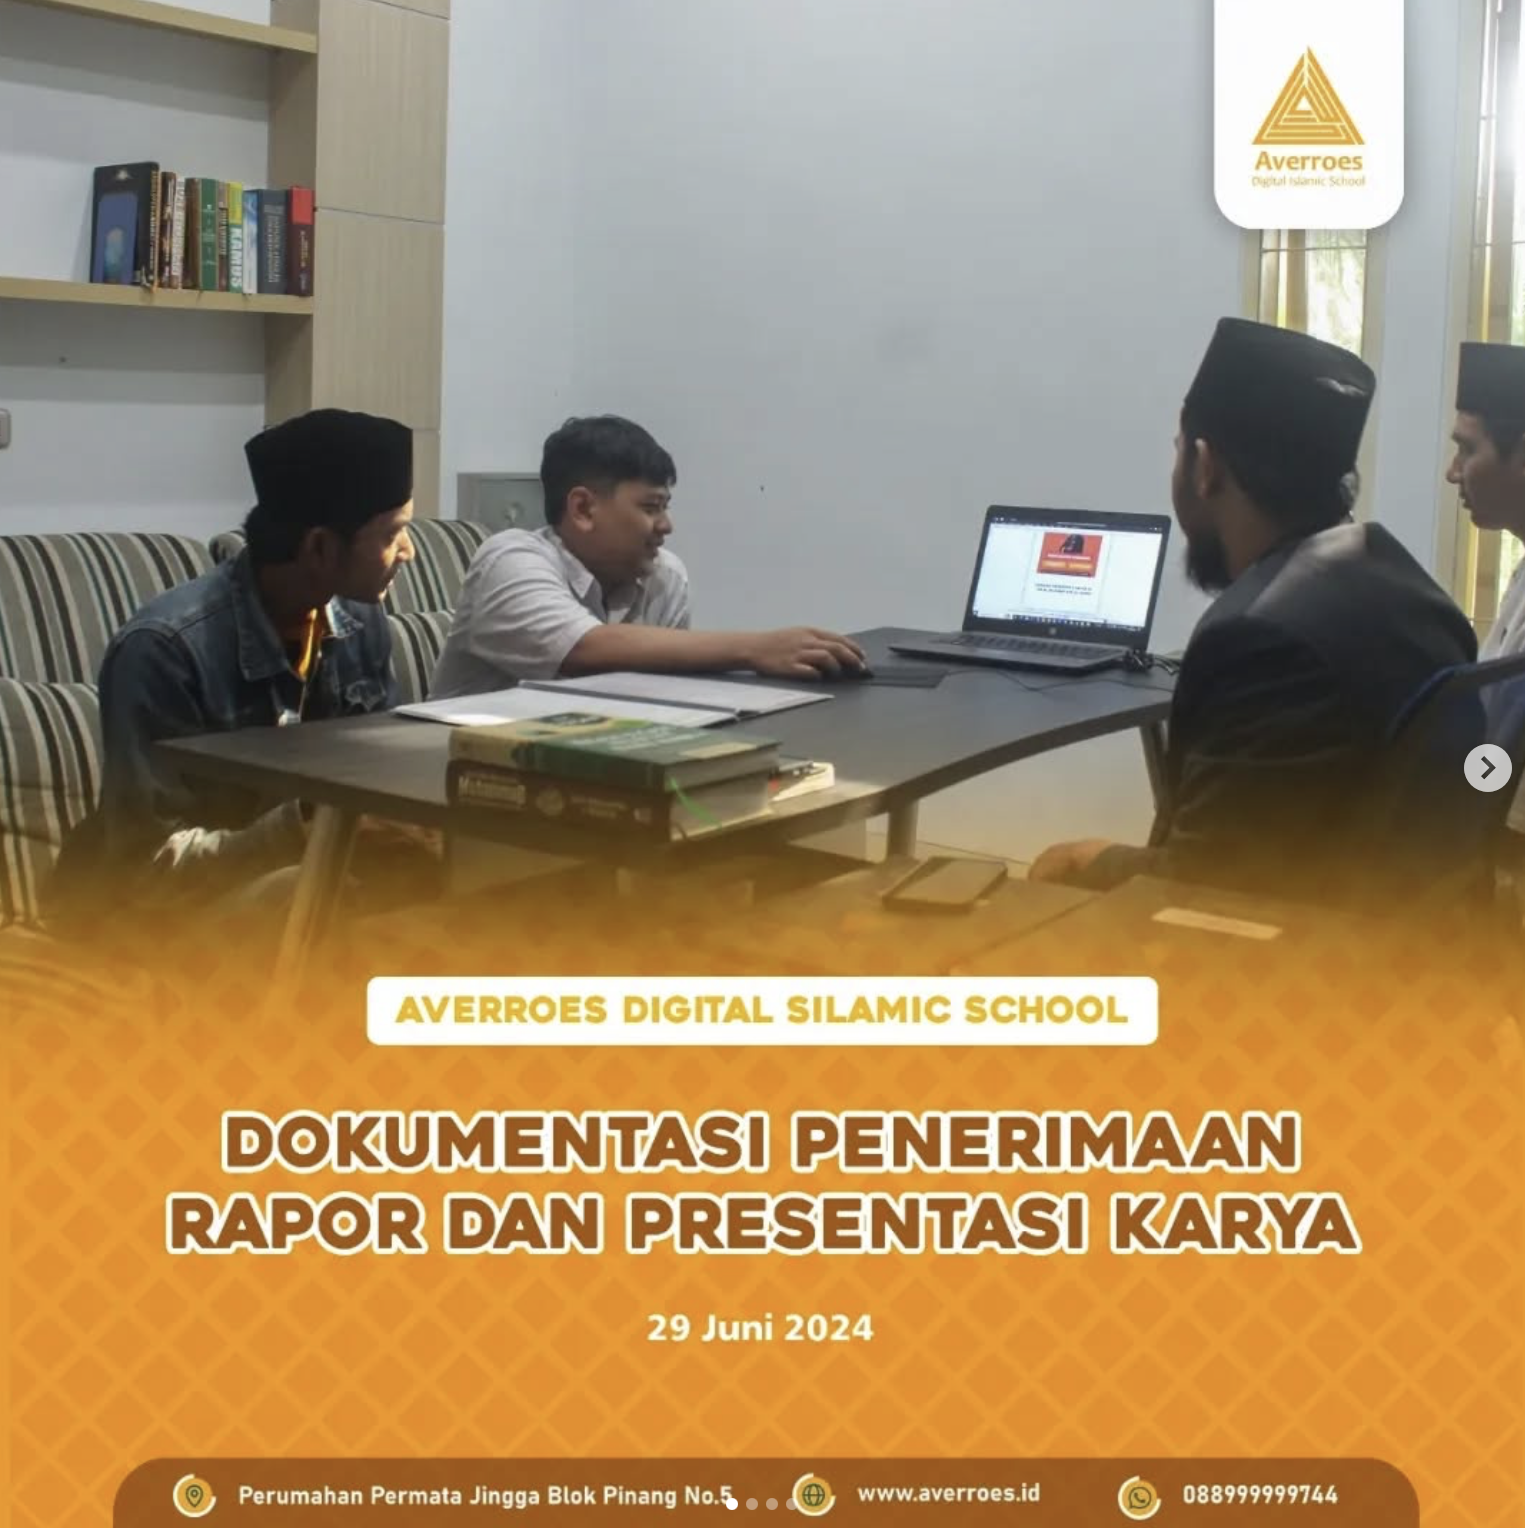 Averroes
Digital Islamic School
KAMUS
AVERROES DIGITAL SILAMIC SCHOOL
DOKUMENTASI PENERIMAAN
RAPOR DAN PRESENTASI KARYA
29 Juni 2024
Perumahan Permata Jingga Blok Pinang No.5
www.averroes.id
088999999744